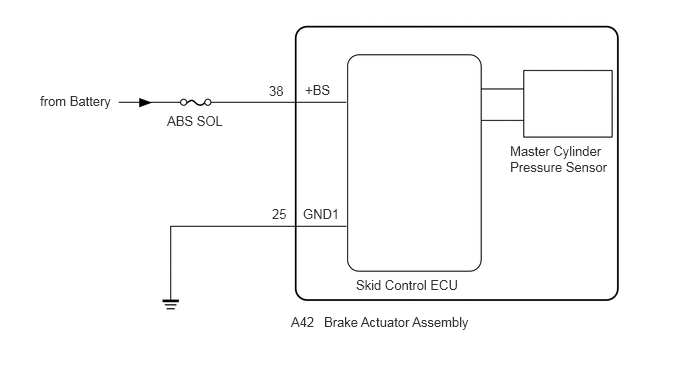 from Battery
ABS SOL
38
+BS
Master Cylinder
Pressure Sensor
25
GND1
Skid Control ECU
A42 Brake Actuator Assembly